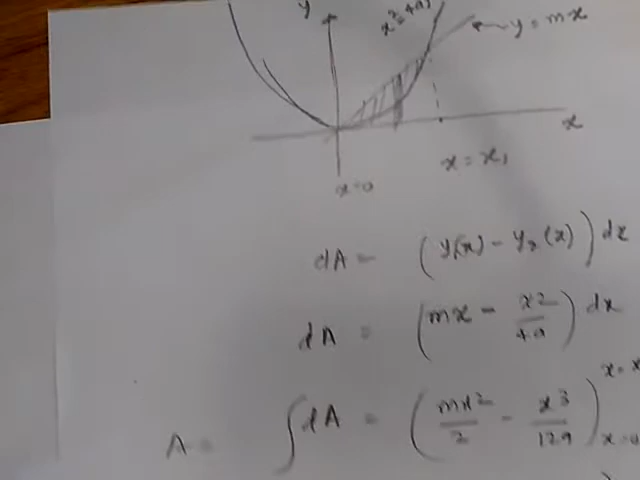 y
x² = 4ay
y = mx
x
x = x₁
x = 0
dA = (y₁(x) - y₂(x)) dx
dA = (mx - x²/4a) dx
A = ∫dA = (mx²/2 - x³/12a) x=x x=0